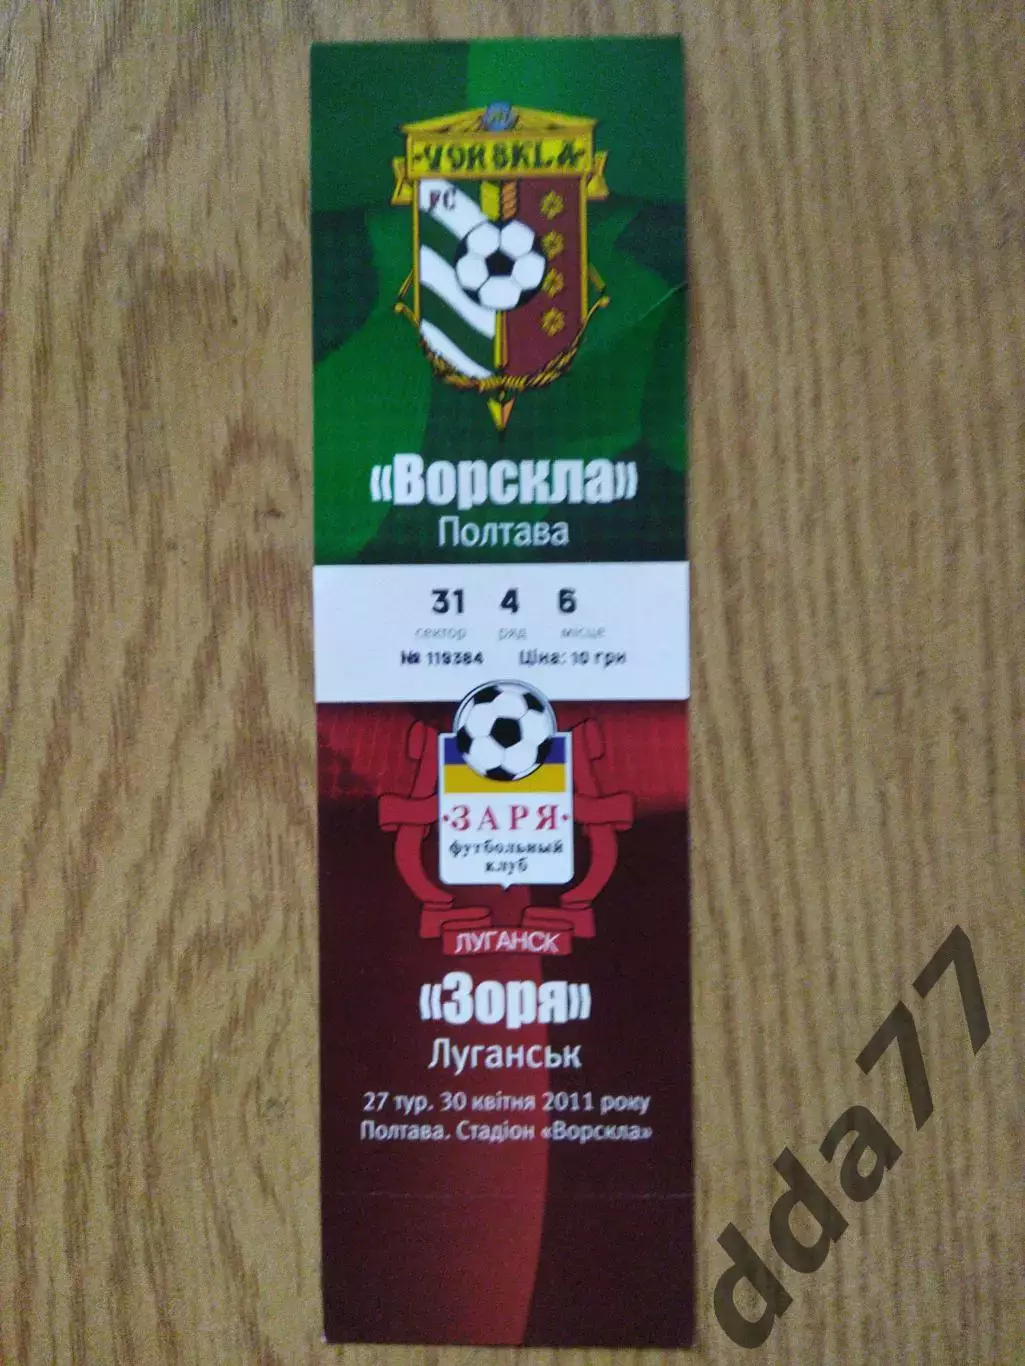 VORSKLA
FC
«Ворскла»
Полтава
31 4 6
сектор ряд місце
№ 119384 Ціна: 10 грн
·ЗАРЯ·
футбольный
клуб
ЛУГАНСК
«Зоря»
Луганськ
27 тур. 30 квітня 2011 року
Полтава. Стадіон «Ворскла»
dda77